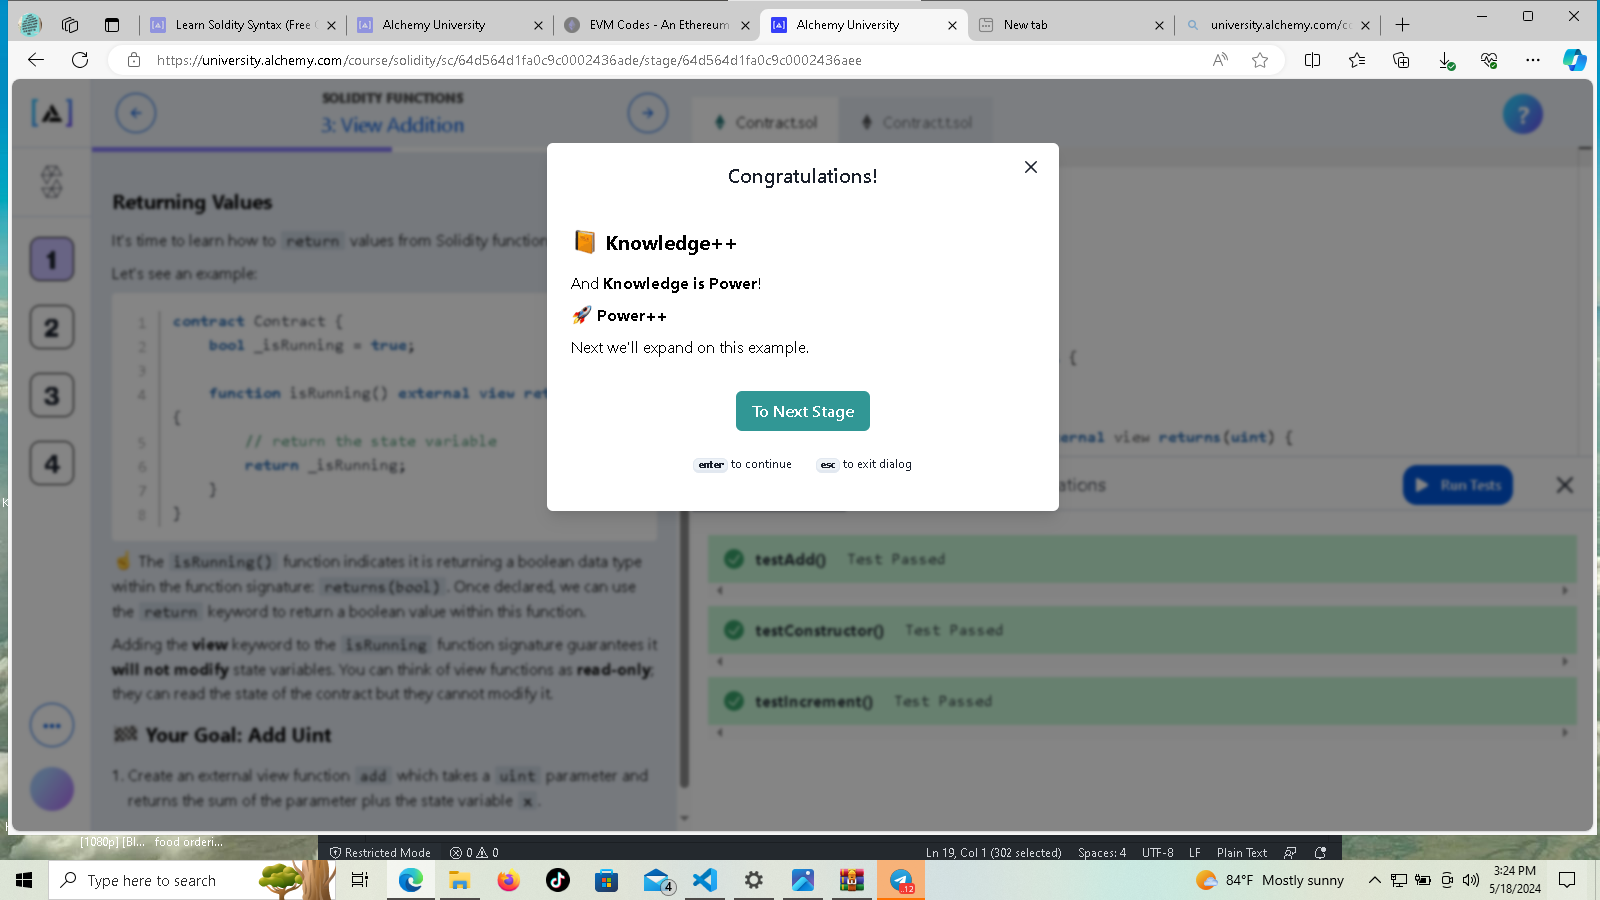 Learn Soldity Syntax (Free
Alchemy University
EVM Codes - An Ethereum
Alchemy University
New tab
university.alchemy.com/c
https://university.alchemy.com/course/solidity/sc/64d564d1fa0c9c0002436ade/stage/64d564d1fa0c9c0002436aee
SOLIDITY FUNCTIONS
3: View Addition
Contract.sol
Contract.t.sol
?
1
2
3
4
Returning Values
It's time to learn how to return values from Solidity function
Let's see an example:
1 contract Contract {
2 bool _isRunning = true;
3
4 function isRunning() external view ret
{
5 // return the state variable
6 return _isRunning;
7 }
8 }
☝ The isRunning() function indicates it is returning a boolean data type
within the function signature: returns(bool). Once declared, we can use
the return keyword to return a boolean value within this function.
Adding the view keyword to the isRunning function signature guarantees it
will not modify state variables. You can think of view functions as read-only;
they can read the state of the contract but they cannot modify it.
🏁 Your Goal: Add Uint
1. Create an external view function add which takes a uint parameter and
returns the sum of the parameter plus the state variable x.
Congratulations!
📙 Knowledge++
And Knowledge is Power!
🚀 Power++
Next we'll expand on this example.
To Next Stage
enter to continue
esc to exit dialog
{
ernal view returns(uint) {
ations
Run Tests
testAdd() Test Passed
testConstructor() Test Passed
testIncrement() Test Passed
[1080p] [Bl...
food orderi...
Restricted Mode
0
0
Ln 19, Col 1 (302 selected)
Spaces: 4
UTF-8
LF
Plain Text
Type here to search
4
12
84°F Mostly sunny
3:24 PM
5/18/2024